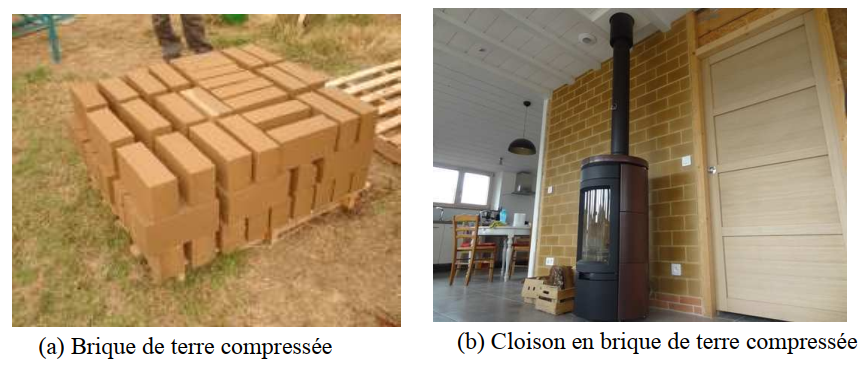 (a) Brique de terre compressée
(b) Cloison en brique de terre compressée